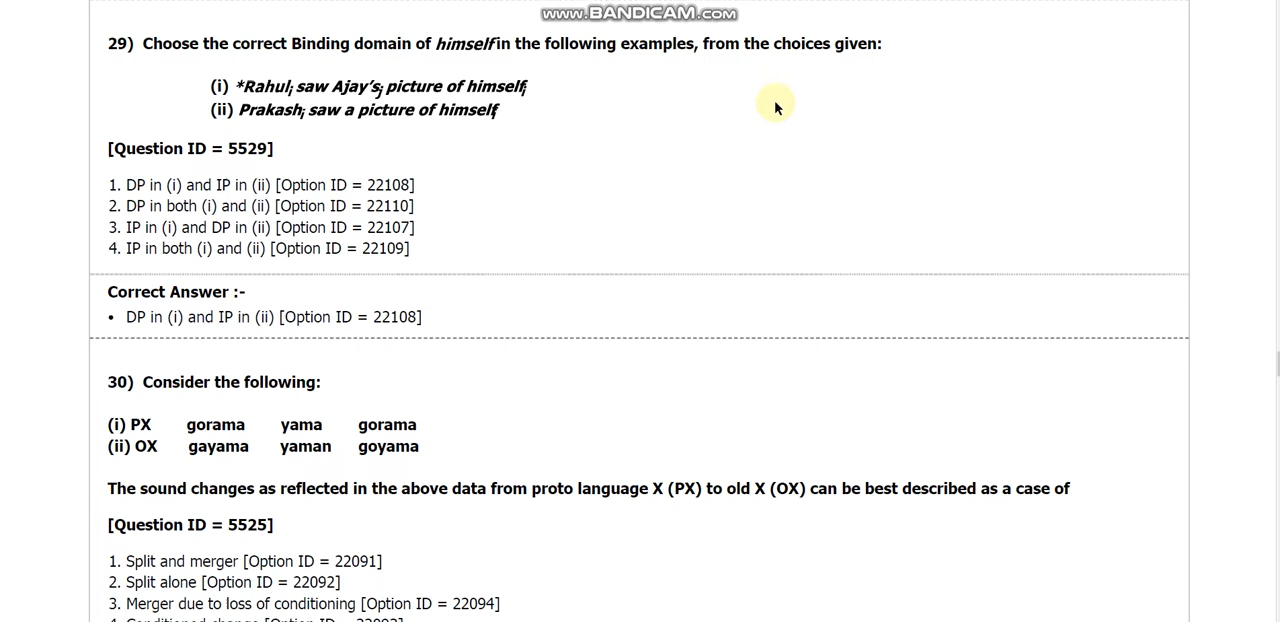 www.BANDICAM.com
29) Choose the correct Binding domain of himself in the following examples, from the choices given:
(i) *Rahulᵢ saw Ajay's picture of himselfᵢ
(ii) Prakashᵢ saw a picture of himselfᵢ
[Question ID = 5529]
1. DP in (i) and IP in (ii) [Option ID = 22108]
2. DP in both (i) and (ii) [Option ID = 22110]
3. IP in (i) and DP in (ii) [Option ID = 22107]
4. IP in both (i) and (ii) [Option ID = 22109]
Correct Answer :-
• DP in (i) and IP in (ii) [Option ID = 22108]
30) Consider the following:
(i) PX gorama yama gorama
(ii) OX gayama yaman goyama
The sound changes as reflected in the above data from proto language X (PX) to old X (OX) can be best described as a case of
[Question ID = 5525]
1. Split and merger [Option ID = 22091]
2. Split alone [Option ID = 22092]
3. Merger due to loss of conditioning [Option ID = 22094]
4. Conditioned change [Option ID = 22093]